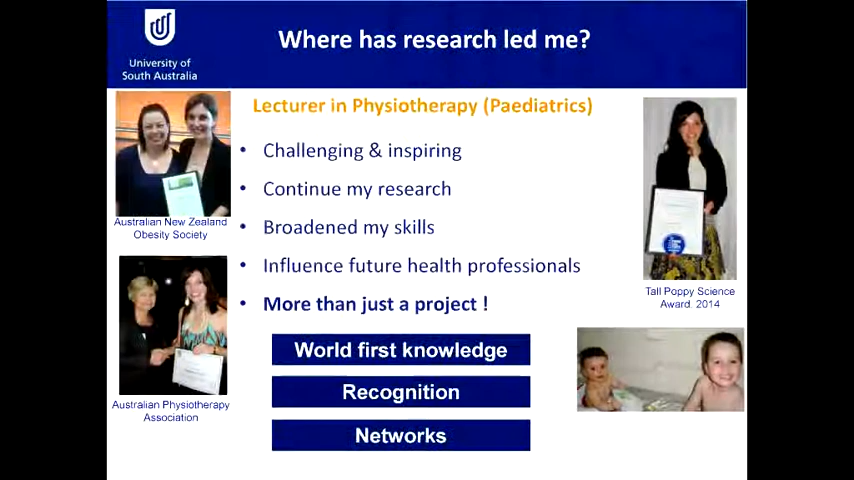 Where has research led me?
University of
South Australia
Lecturer in Physiotherapy (Paediatrics)
• Challenging & inspiring
• Continue my research
• Broadened my skills
• Influence future health professionals
• More than just a project !
World first knowledge
Recognition
Networks
Australian New Zealand
Obesity Society
Australian Physiotherapy
Association
Tall Poppy Science
Award. 2014